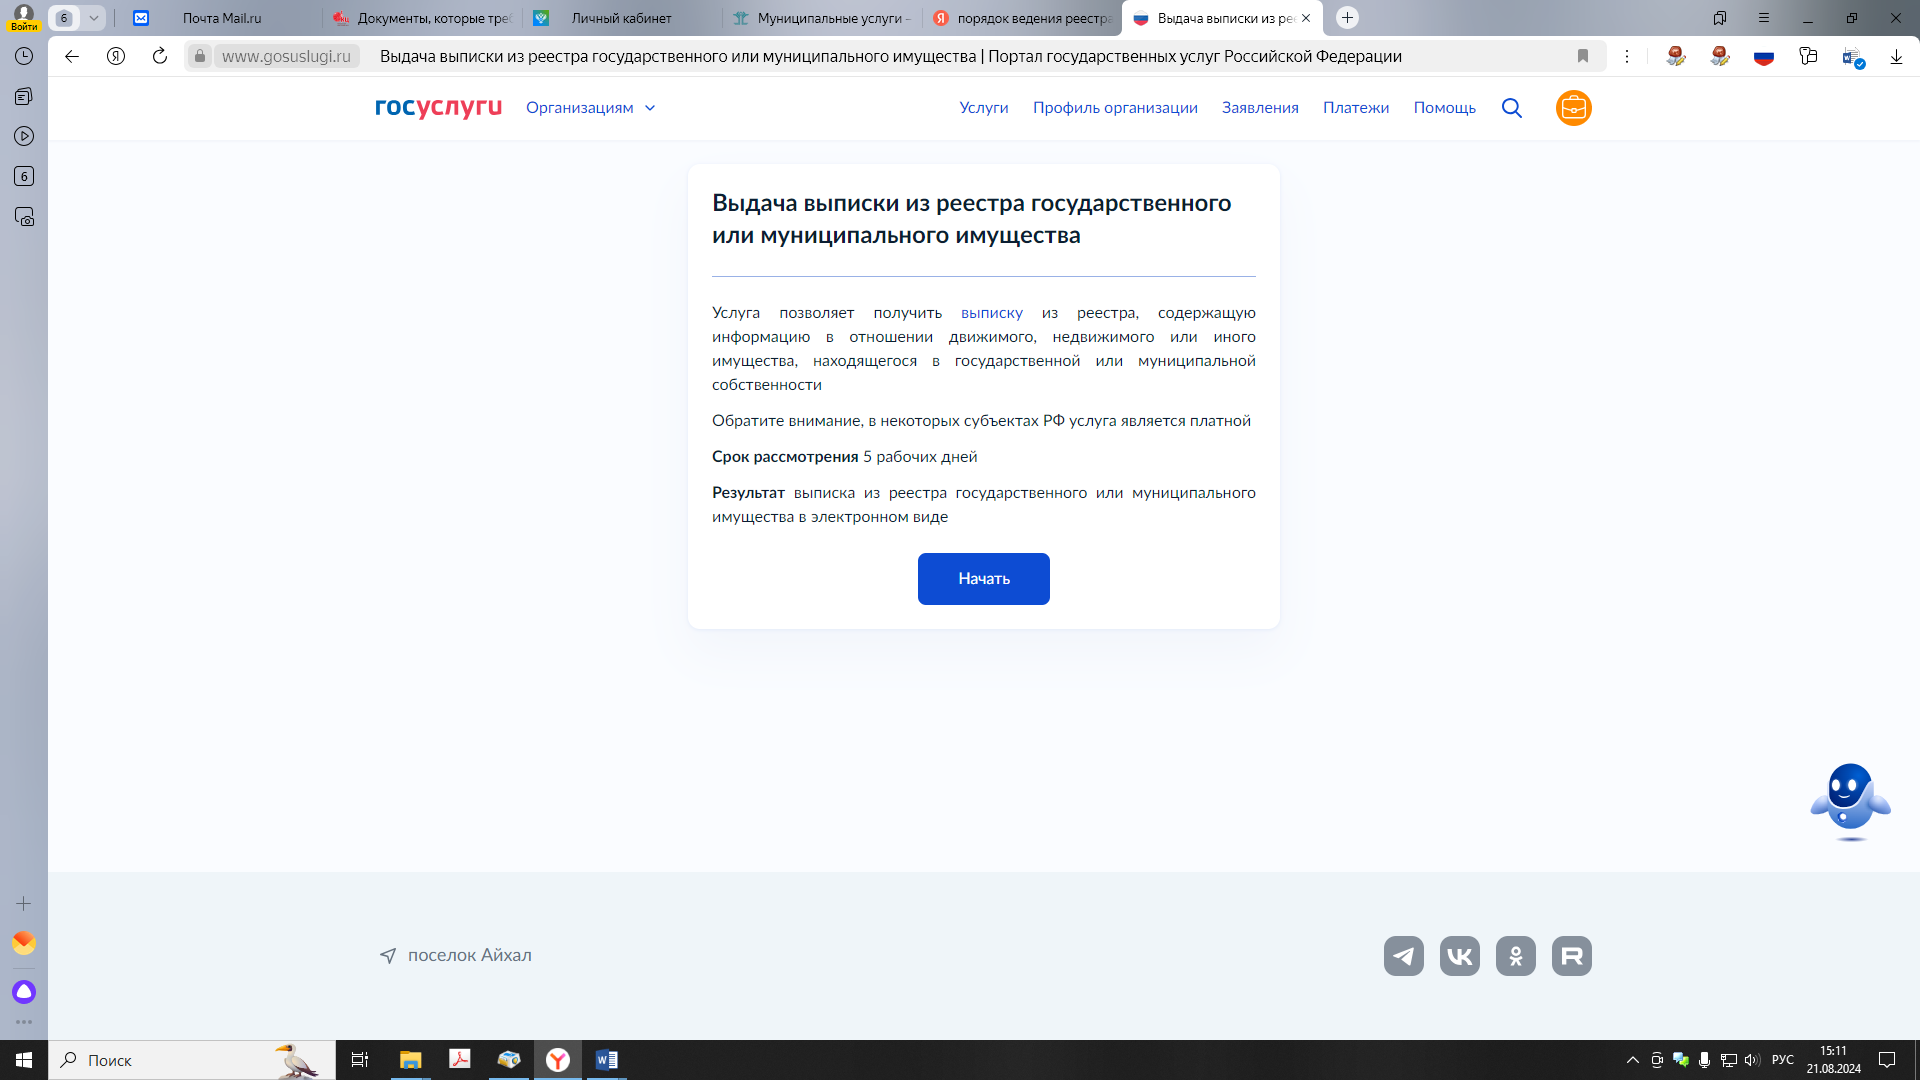 Войти
6
Почта Mail.ru
Документы, которые треб
Личный кабинет
Муниципальные услуги –
порядок ведения реестра
Выдача выписки из ре
www.gosuslugi.ru
Выдача выписки из реестра государственного или муниципального имущества | Портал государственных услуг Российской Федерации
6
госуслуги
Организациям
Услуги
Профиль организации
Заявления
Платежи
Помощь
Выдача выписки из реестра государственного
или муниципального имущества
Услуга позволяет получить выписку из реестра, содержащую
информацию в отношении движимого, недвижимого или иного
имущества, находящегося в государственной или муниципальной
собственности
Обратите внимание, в некоторых субъектах РФ услуга является платной
Срок рассмотрения 5 рабочих дней
Результат выписка из реестра государственного или муниципального
имущества в электронном виде
Начать
поселок Айхал
Поиск
РУС
15:11
21.08.2024